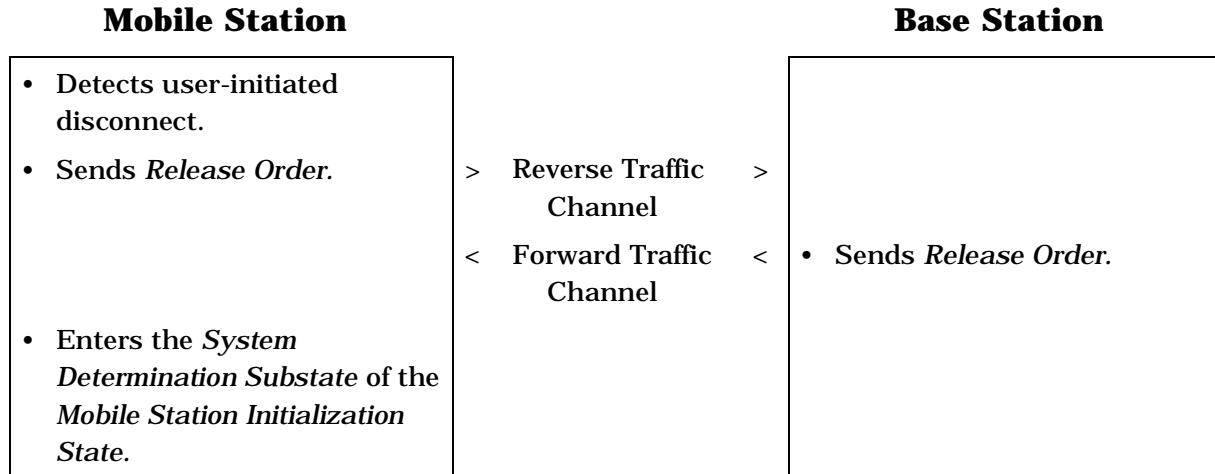 Mobile Station Base Station
• Detects user-initiated
disconnect.
• Sends Release Order. > Reverse Traffic >
Channel
< Forward Traffic < • Sends Release Order.
Channel
• Enters the System
Determination Substate of the
Mobile Station Initialization
State.